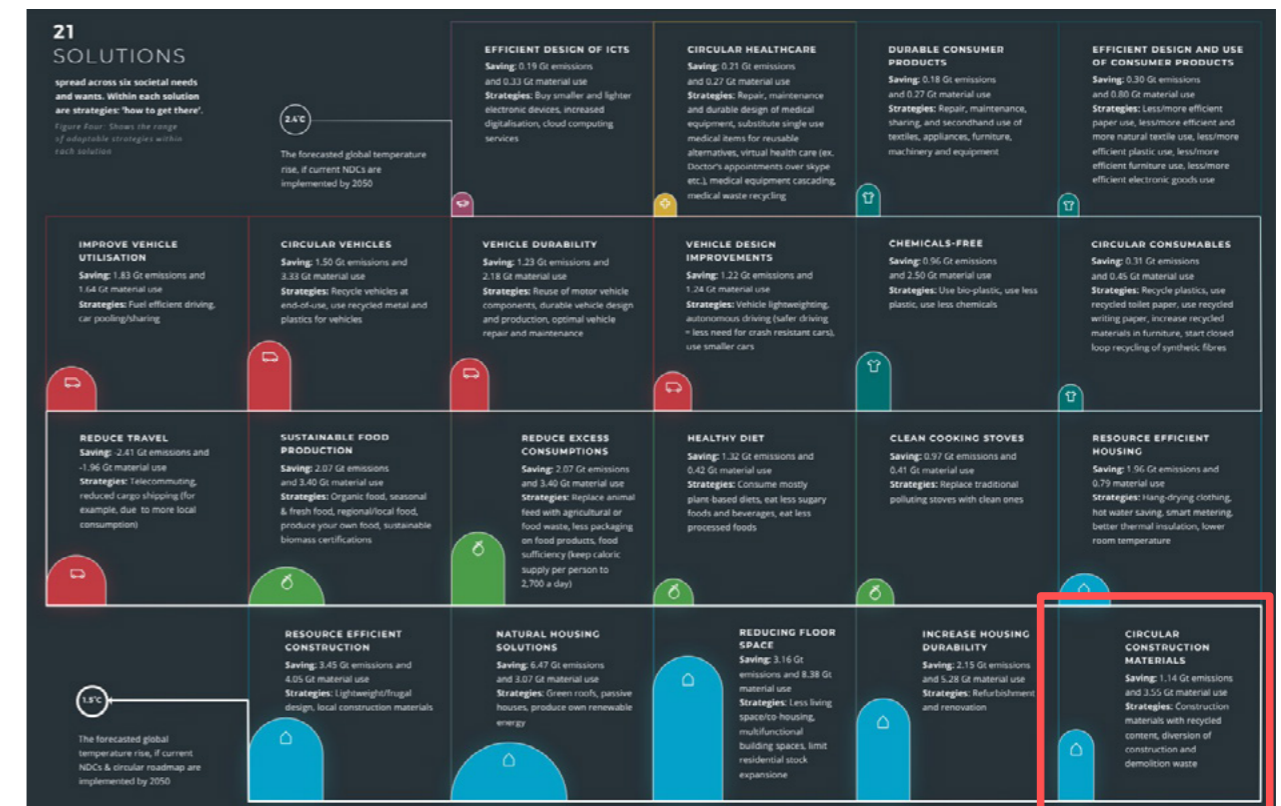 21
SOLUTIONS
spread across six societal needs
and wants. Within each solution
are strategies: 'how to get there'.
Figure Four: Shows the range
of adoptable strategies within
each solution
2.4°C
The forecasted global temperature
rise, if current NDCs are
implemented by 2050
EFFICIENT DESIGN OF ICTS
Saving: 0.19 Gt emissions
and 0.33 Gt material use
Strategies: Buy smaller and lighter
electronic devices, increased
digitalisation, cloud computing
services
CIRCULAR HEALTHCARE
Saving: 0.21 Gt emissions
and 0.27 Gt material use
Strategies: Repair, maintenance
and durable design of medical
equipment, substitute single use
medical items for reusable
alternatives, virtual health care (ex.
Doctor's appointments over skype
etc.), medical equipment cascading,
medical waste recycling
DURABLE CONSUMER
PRODUCTS
Saving: 0.18 Gt emissions
and 0.27 Gt material use
Strategies: Repair, maintenance,
sharing, and secondhand use of
textiles, appliances, furniture,
machinery and equipment
EFFICIENT DESIGN AND USE
OF CONSUMER PRODUCTS
Saving: 0.30 Gt emissions
and 0.80 Gt material use
Strategies: Less/more efficient
paper use, less/more efficient and
more natural textile use, less/more
efficient plastic use, less/more
efficient furniture use, less/more
efficient electronic goods use
IMPROVE VEHICLE
UTILISATION
Saving: 1.83 Gt emissions and
1.64 Gt material use
Strategies: Fuel efficient driving,
car pooling/sharing
CIRCULAR VEHICLES
Saving: 1.50 Gt emissions and
3.33 Gt material use
Strategies: Recycle vehicles at
end-of-use, use recycled metal and
plastics for vehicles
VEHICLE DURABILITY
Saving: 1.23 Gt emissions and
2.18 Gt material use
Strategies: Reuse of motor vehicle
components, durable vehicle design
and production, optimal vehicle
repair and maintenance
VEHICLE DESIGN
IMPROVEMENTS
Saving: 1.22 Gt emissions and
1.24 Gt material use
Strategies: Vehicle lightweighting,
autonomous driving (safer driving
= less need for crash resistant cars),
use smaller cars
CHEMICALS-FREE
Saving: 0.96 Gt emissions
and 2.50 Gt material use
Strategies: Use bio-plastic, use less
plastic, use less chemicals
CIRCULAR CONSUMABLES
Saving: 0.31 Gt emissions
and 0.45 Gt material use
Strategies: Recycle plastics, use
recycled toilet paper, use recycled
writing paper, increase recycled
materials in furniture, start closed
loop recycling of synthetic fibres
REDUCE TRAVEL
Saving: -2.41 Gt emissions and
-1.96 Gt material use
Strategies: Telecommuting,
reduced cargo shipping (for
example, due to more local
consumption)
SUSTAINABLE FOOD
PRODUCTION
Saving: 2.07 Gt emissions
and 3.40 Gt material use
Strategies: Organic food, seasonal
& fresh food, regional/local food,
produce your own food, sustainable
biomass certifications
REDUCE EXCESS
CONSUMPTIONS
Saving: 2.07 Gt emissions
and 3.40 Gt material use
Strategies: Replace animal
feed with agricultural or
food waste, less packaging
on food products, food
sufficiency (keep caloric
supply per person to
2,700 a day)
HEALTHY DIET
Saving: 1.32 Gt emissions and
0.42 Gt material use
Strategies: Consume mostly
plant-based diets, eat less sugary
foods and beverages, eat less
processed foods
CLEAN COOKING STOVES
Saving: 0.97 Gt emissions and
0.41 Gt material use
Strategies: Replace traditional
polluting stoves with clean ones
RESOURCE EFFICIENT
HOUSING
Saving: 1.96 Gt emissions and
0.79 material use
Strategies: Hang-drying clothing,
hot water saving, smart metering,
better thermal insulation, lower
room temperature
1.5°C
The forecasted global
temperature rise, if current
NDCs & circular roadmap are
implemented by 2050
RESOURCE EFFICIENT
CONSTRUCTION
Saving: 3.45 Gt emissions and
4.05 Gt material use
Strategies: Lightweight/frugal
design, local construction materials
NATURAL HOUSING
SOLUTIONS
Saving: 6.47 Gt emissions
and 3.07 Gt material use
Strategies: Green roofs, passive
houses, produce own renewable
energy
REDUCING FLOOR
SPACE
Saving: 3.16 Gt
emissions and 8.38 Gt
material use
Strategies: Less living
space/co-housing,
multifunctional
building spaces, limit
residential stock
expansione
INCREASE HOUSING
DURABILITY
Saving: 2.15 Gt emissions
and 5.28 Gt material use
Strategies: Refurbishment
and renovation
CIRCULAR
CONSTRUCTION
MATERIALS
Saving: 1.14 Gt emissions
and 3.55 Gt material use
Strategies: Construction
materials with recycled
content, diversion of
construction and
demolition waste